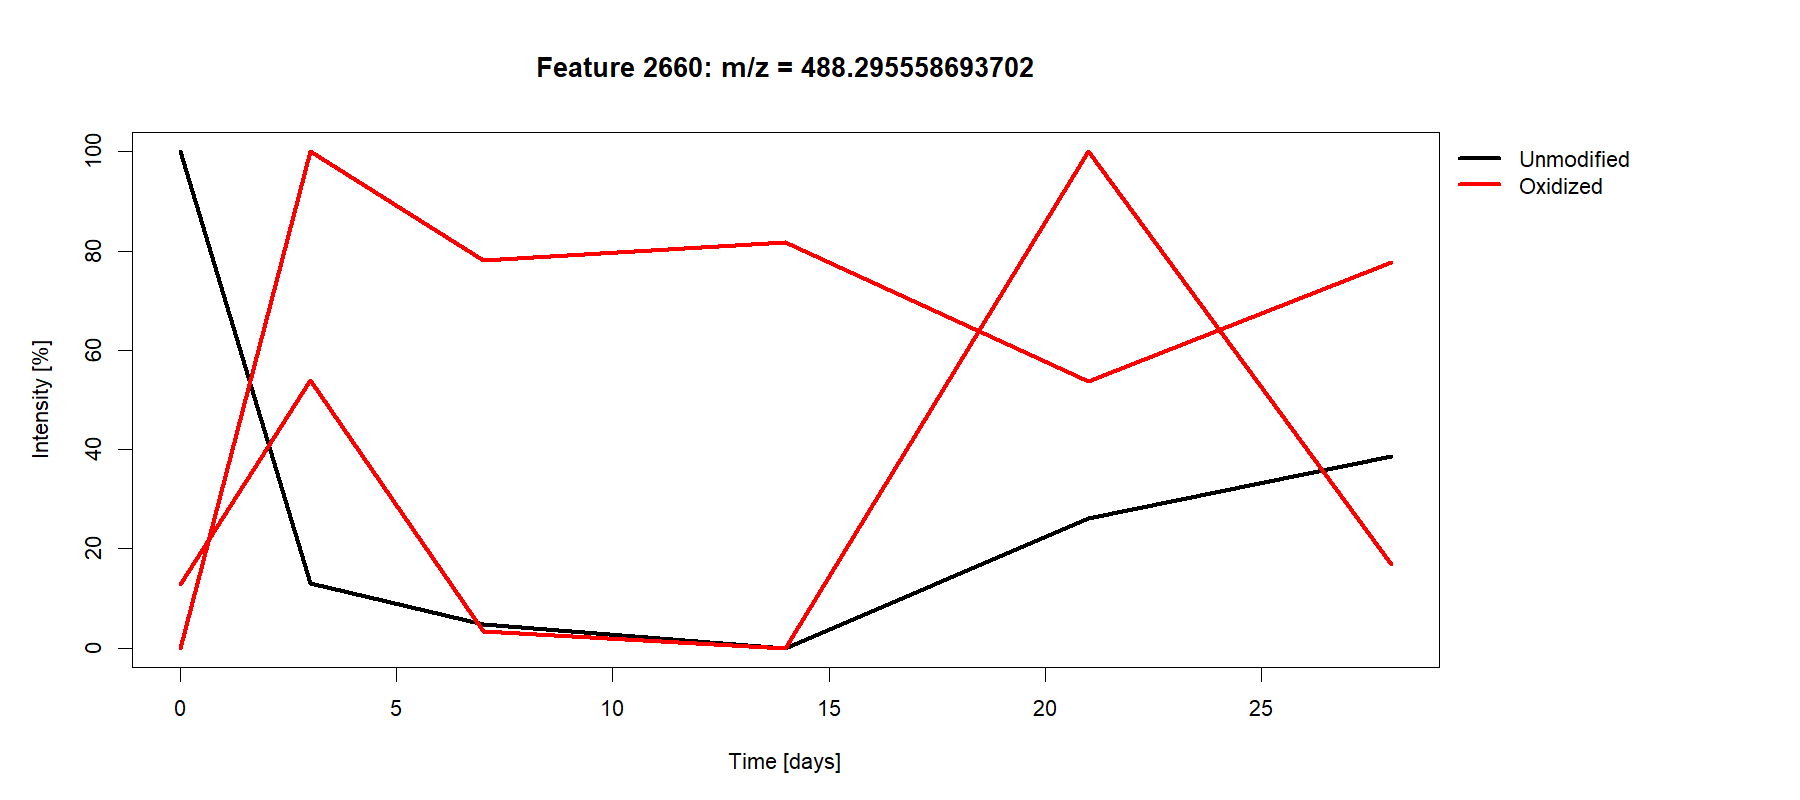 Feature 2660: m/z = 488.295558693702
Unmodified
Oxidized
Intensity [%]
100
80
60
40
20
0
0 5 10 15 20 25
Time [days]